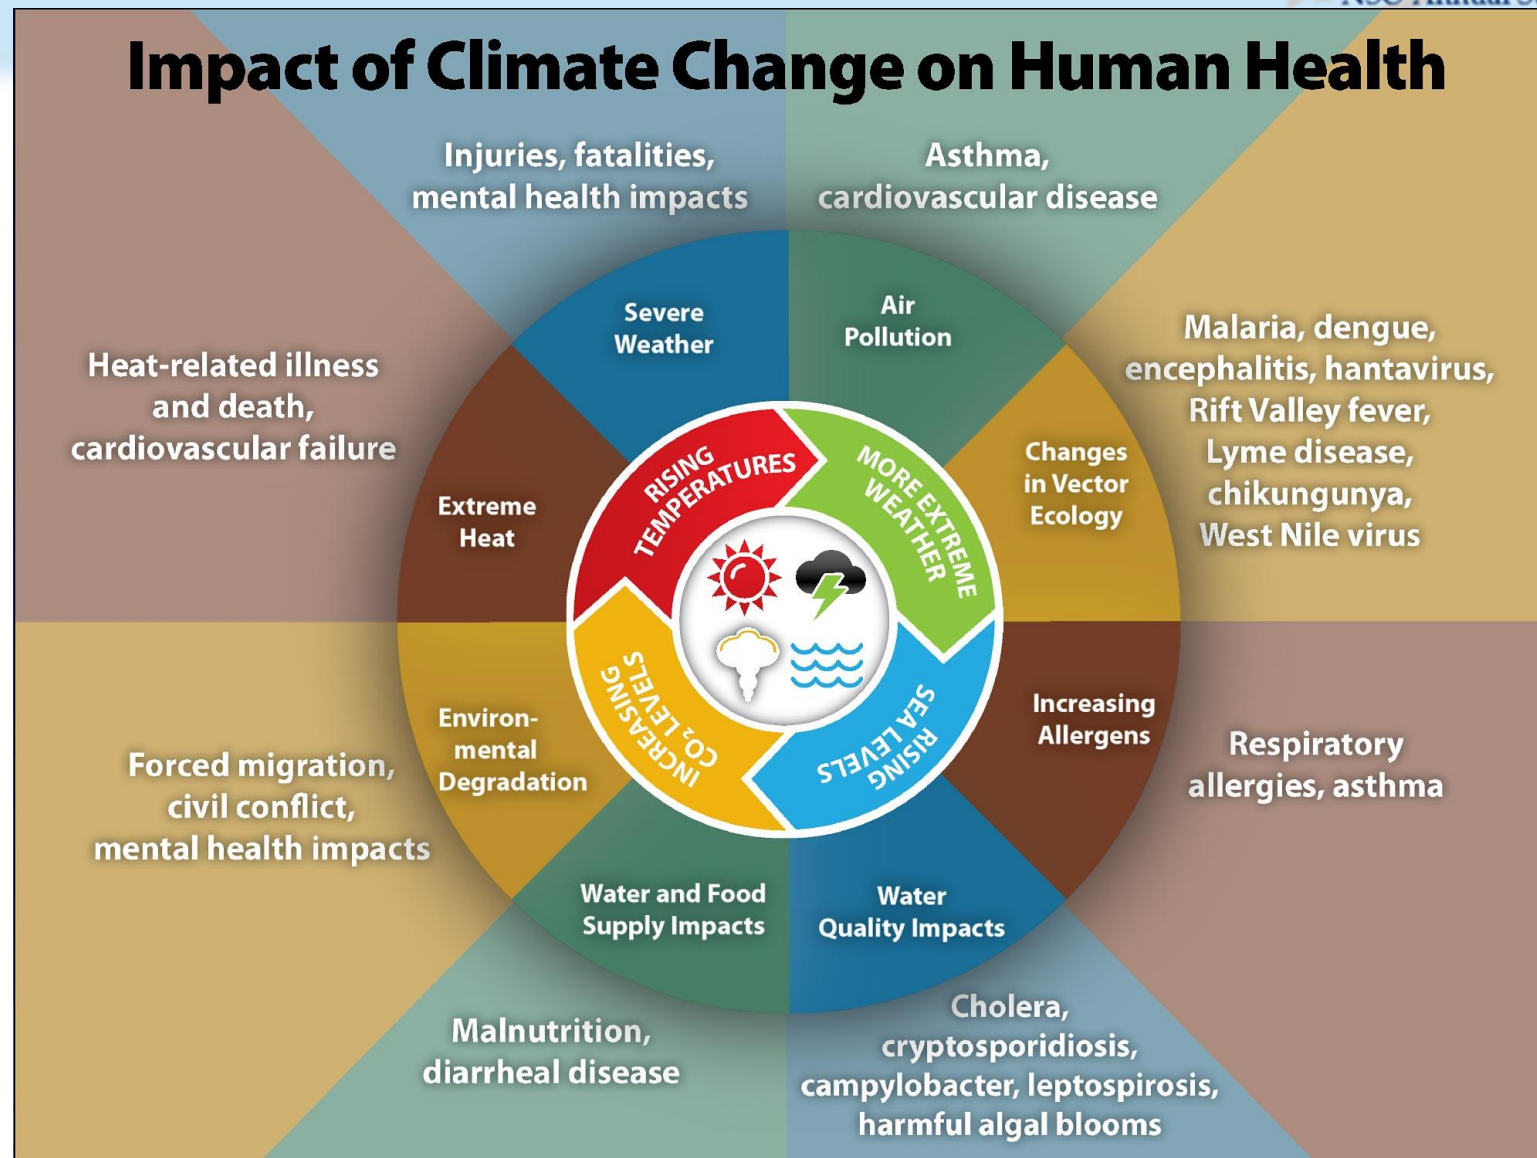 Impact of Climate Change on Human Health
Injuries, fatalities,
mental health impacts
Asthma,
cardiovascular disease
Severe
Weather
Air
Pollution
Heat-related illness
and death,
cardiovascular failure
Extreme
Heat
Changes
in Vector
Ecology
Malaria, dengue,
encephalitis, hantavirus,
Rift Valley fever,
Lyme disease,
chikungunya,
West Nile virus
RISING
TEMPERATURES
MORE EXTREME
WEATHER
RISING
SEA LEVELS
INCREASING
CO₂ LEVELS
Forced migration,
civil conflict,
mental health impacts
Environ-
mental
Degradation
Increasing
Allergens
Respiratory
allergies, asthma
Water and Food
Supply Impacts
Water
Quality Impacts
Malnutrition,
diarrheal disease
Cholera,
cryptosporidiosis,
campylobacter, leptospirosis,
harmful algal blooms